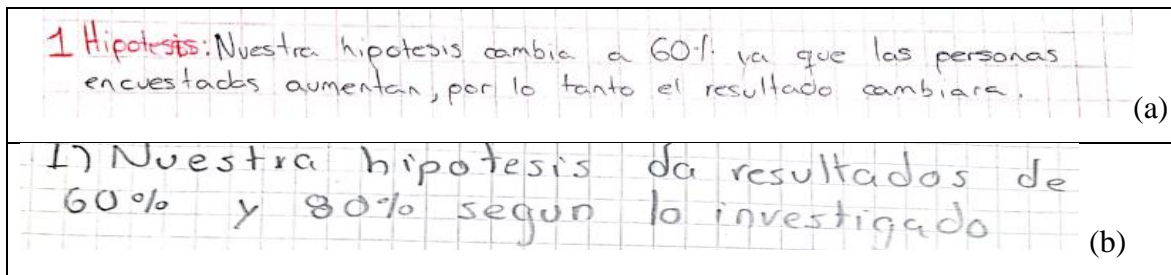 1 Hipotesis: Nuestra hipotesis cambia a 60% ya que las personas
encuestadas aumentan, por lo tanto el resultado cambiara.
(a)
1) Nuestra hipotesis da resultados de
60% y 80% segun lo investigado
(b)